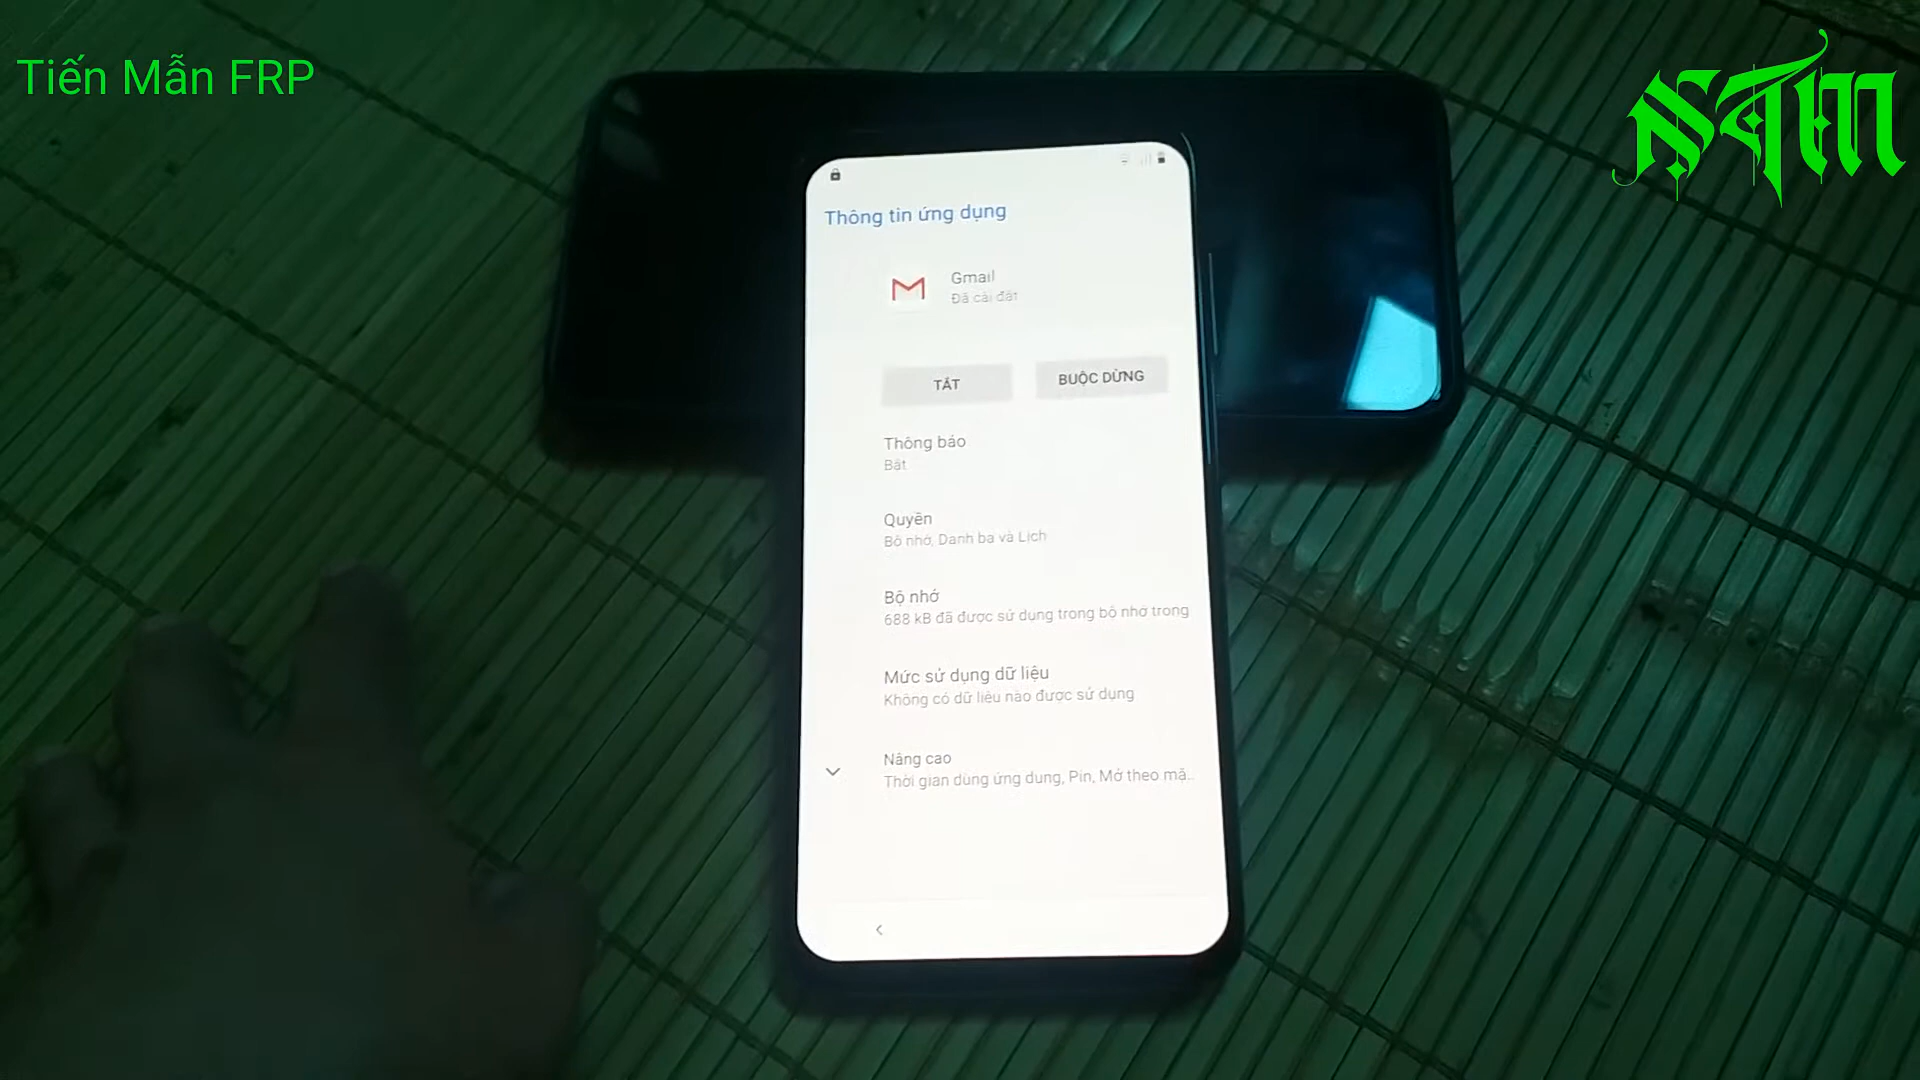 Tiến Mẫn FRP
NTM
Thông tin ứng dụng
Gmail
Đã cài đặt
TẮT
BUỘC DỪNG
Thông báo
Bật
Quyền
Bộ nhớ, Danh bạ và Lịch
Bộ nhớ
688 kB đã được sử dụng trong bộ nhớ trong
Mức sử dụng dữ liệu
Không có dữ liệu nào được sử dụng
Nâng cao
Thời gian dùng ứng dụng, Pin, Mở theo mặ..